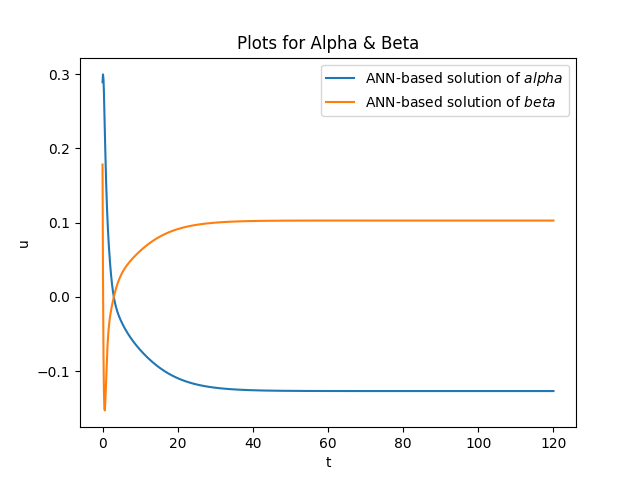 Plots for Alpha & Beta
ANN-based solution of alpha
ANN-based solution of beta
0.3
0.2
0.1
0.0
−0.1
u
0
20
40
60
80
100
120
t